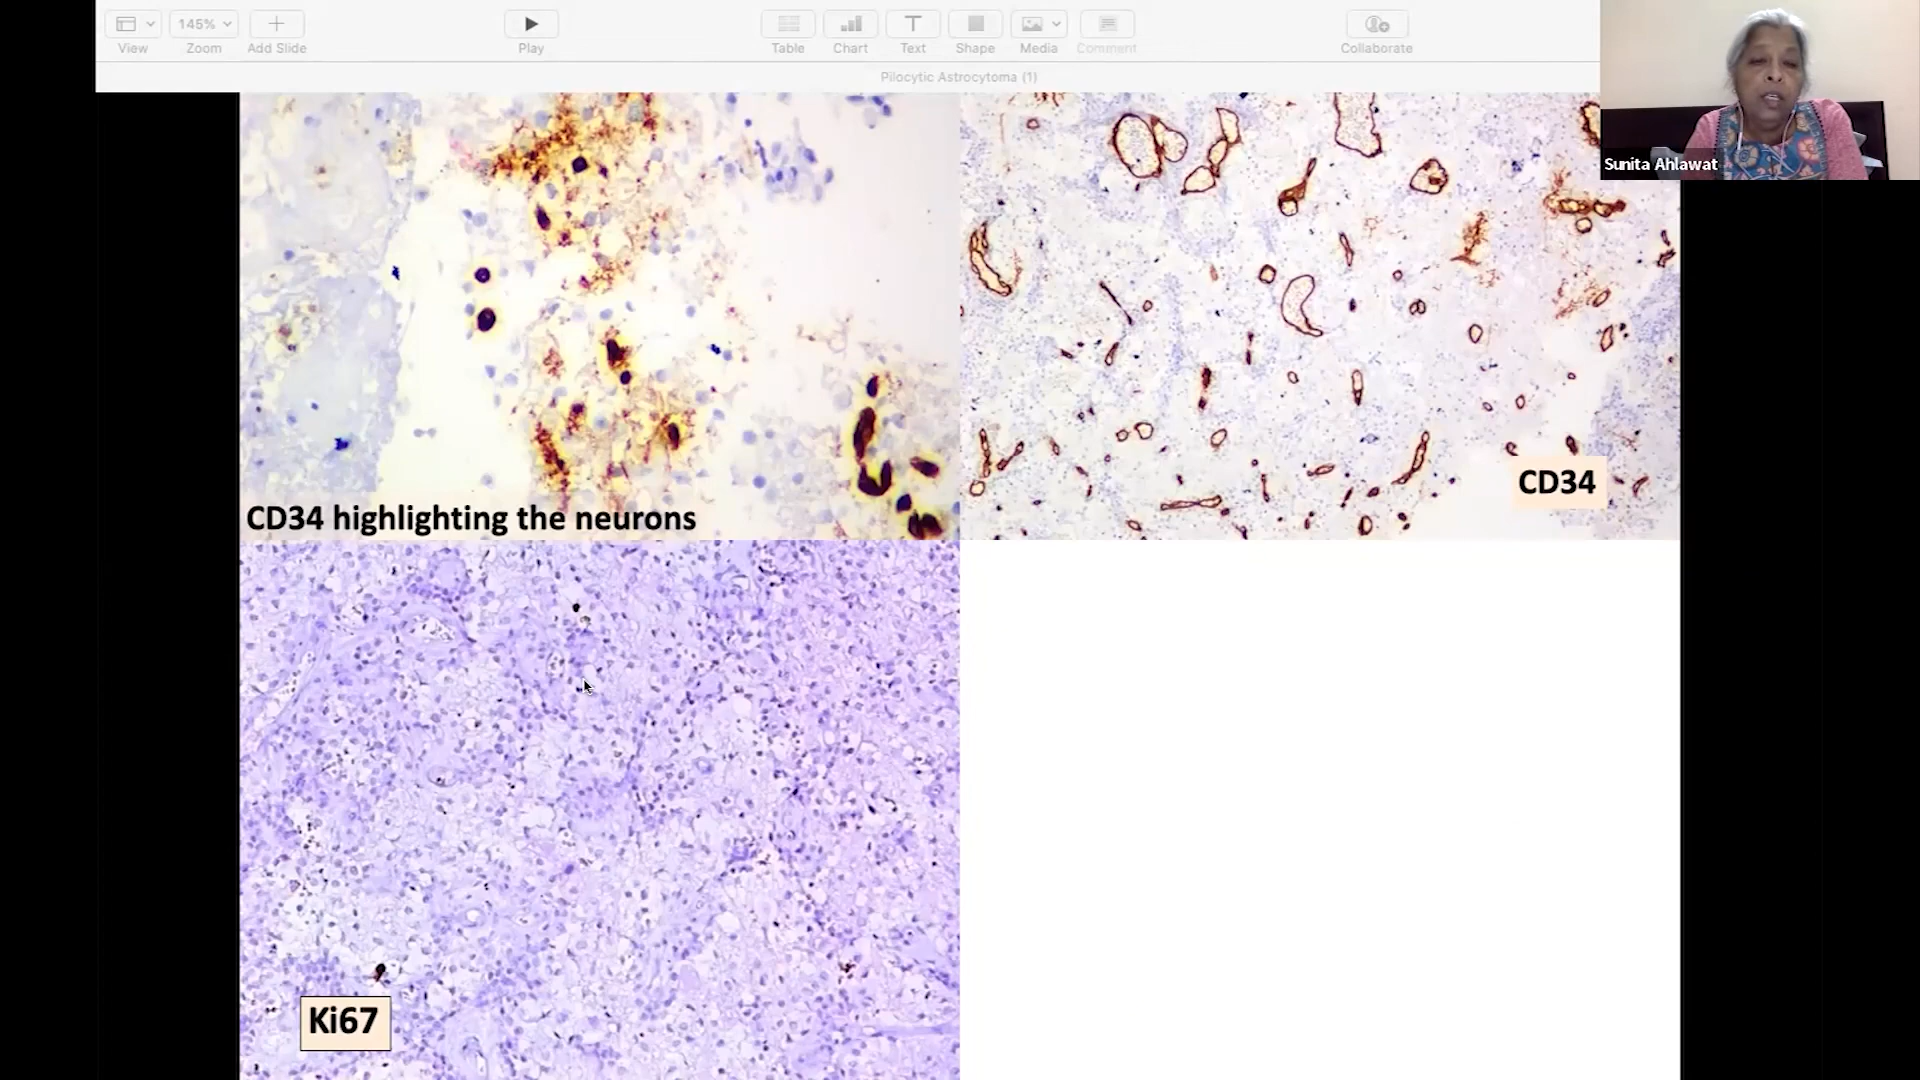 145%
View
Zoom
Add Slide
Play
Table
Chart
Text
Shape
Media
Comment
Collaborate
Pilocytic Astrocytoma (1)
Sunita Ahlawat
CD34 highlighting the neurons
CD34
Ki67